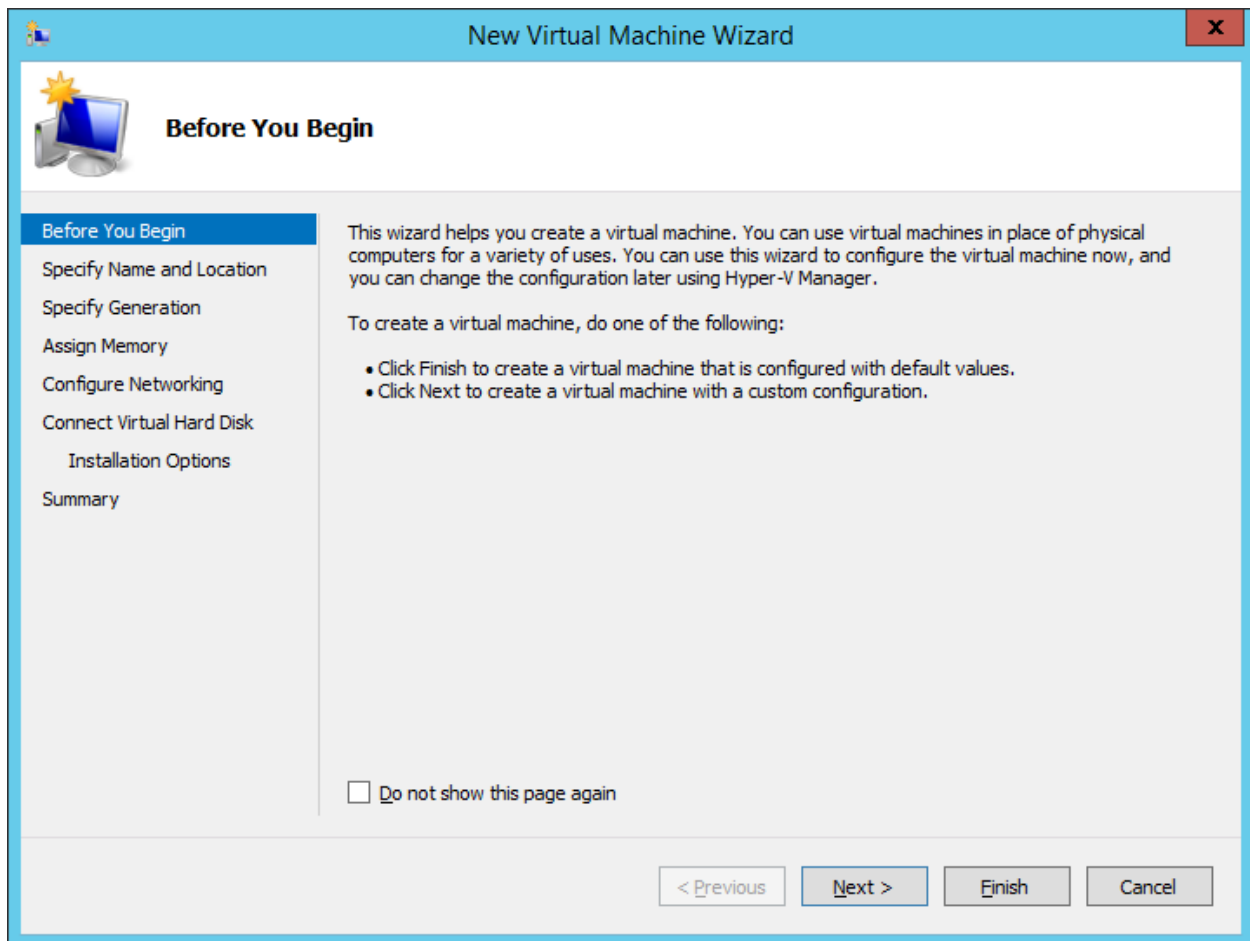 New Virtual Machine Wizard
x
Before You Begin
Before You Begin
Specify Name and Location
Specify Generation
Assign Memory
Configure Networking
Connect Virtual Hard Disk
Installation Options
Summary
This wizard helps you create a virtual machine. You can use virtual machines in place of physical
computers for a variety of uses. You can use this wizard to configure the virtual machine now, and
you can change the configuration later using Hyper-V Manager.
To create a virtual machine, do one of the following:
• Click Finish to create a virtual machine that is configured with default values.
• Click Next to create a virtual machine with a custom configuration.
Do not show this page again
< Previous
Next >
Finish
Cancel